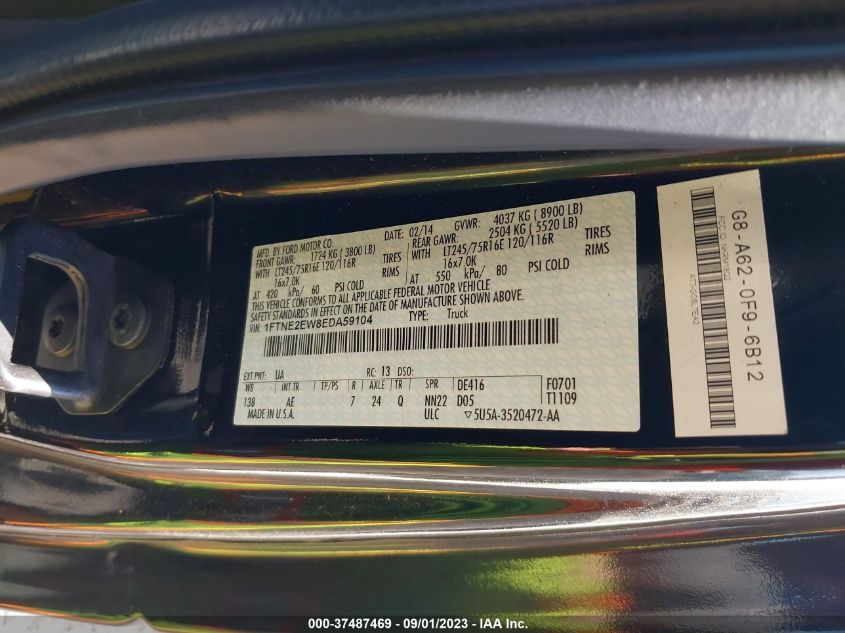 MFD. BY FORD MOTOR CO.
DATE: 02/14 GVWR: 4037 KG ( 8900 LB)
FRONT GAWR: 1724 KG ( 3800 LB) REAR GAWR: 2504 KG ( 5520 LB)
WITH LT245/75R16E 120/116R TIRES WITH LT245/75R16E 120/116R TIRES
16x7.0K RIMS 16x7.0K RIMS
AT 420 kPa/ 60 PSI COLD AT 550 kPa/ 80 PSI COLD
THIS VEHICLE CONFORMS TO ALL APPLICABLE FEDERAL MOTOR VEHICLE
SAFETY STANDARDS IN EFFECT ON THE DATE OF MANUFACTURE SHOWN ABOVE.
VIN: 1FTNE2EW8EDA59104 TYPE: Truck
EXT PNT: UA RC: 13 DSO:
WB INT TR TP/PS R AXLE TR SPR DE416 F0701
138 AE 7 24 Q NN22 D05 T1109
MADE IN U.S.A. ULC ▽5U5A-3520472-AA
G8-A62-0F9-6B12
000-37487469 - 09/01/2023 - IAA Inc.